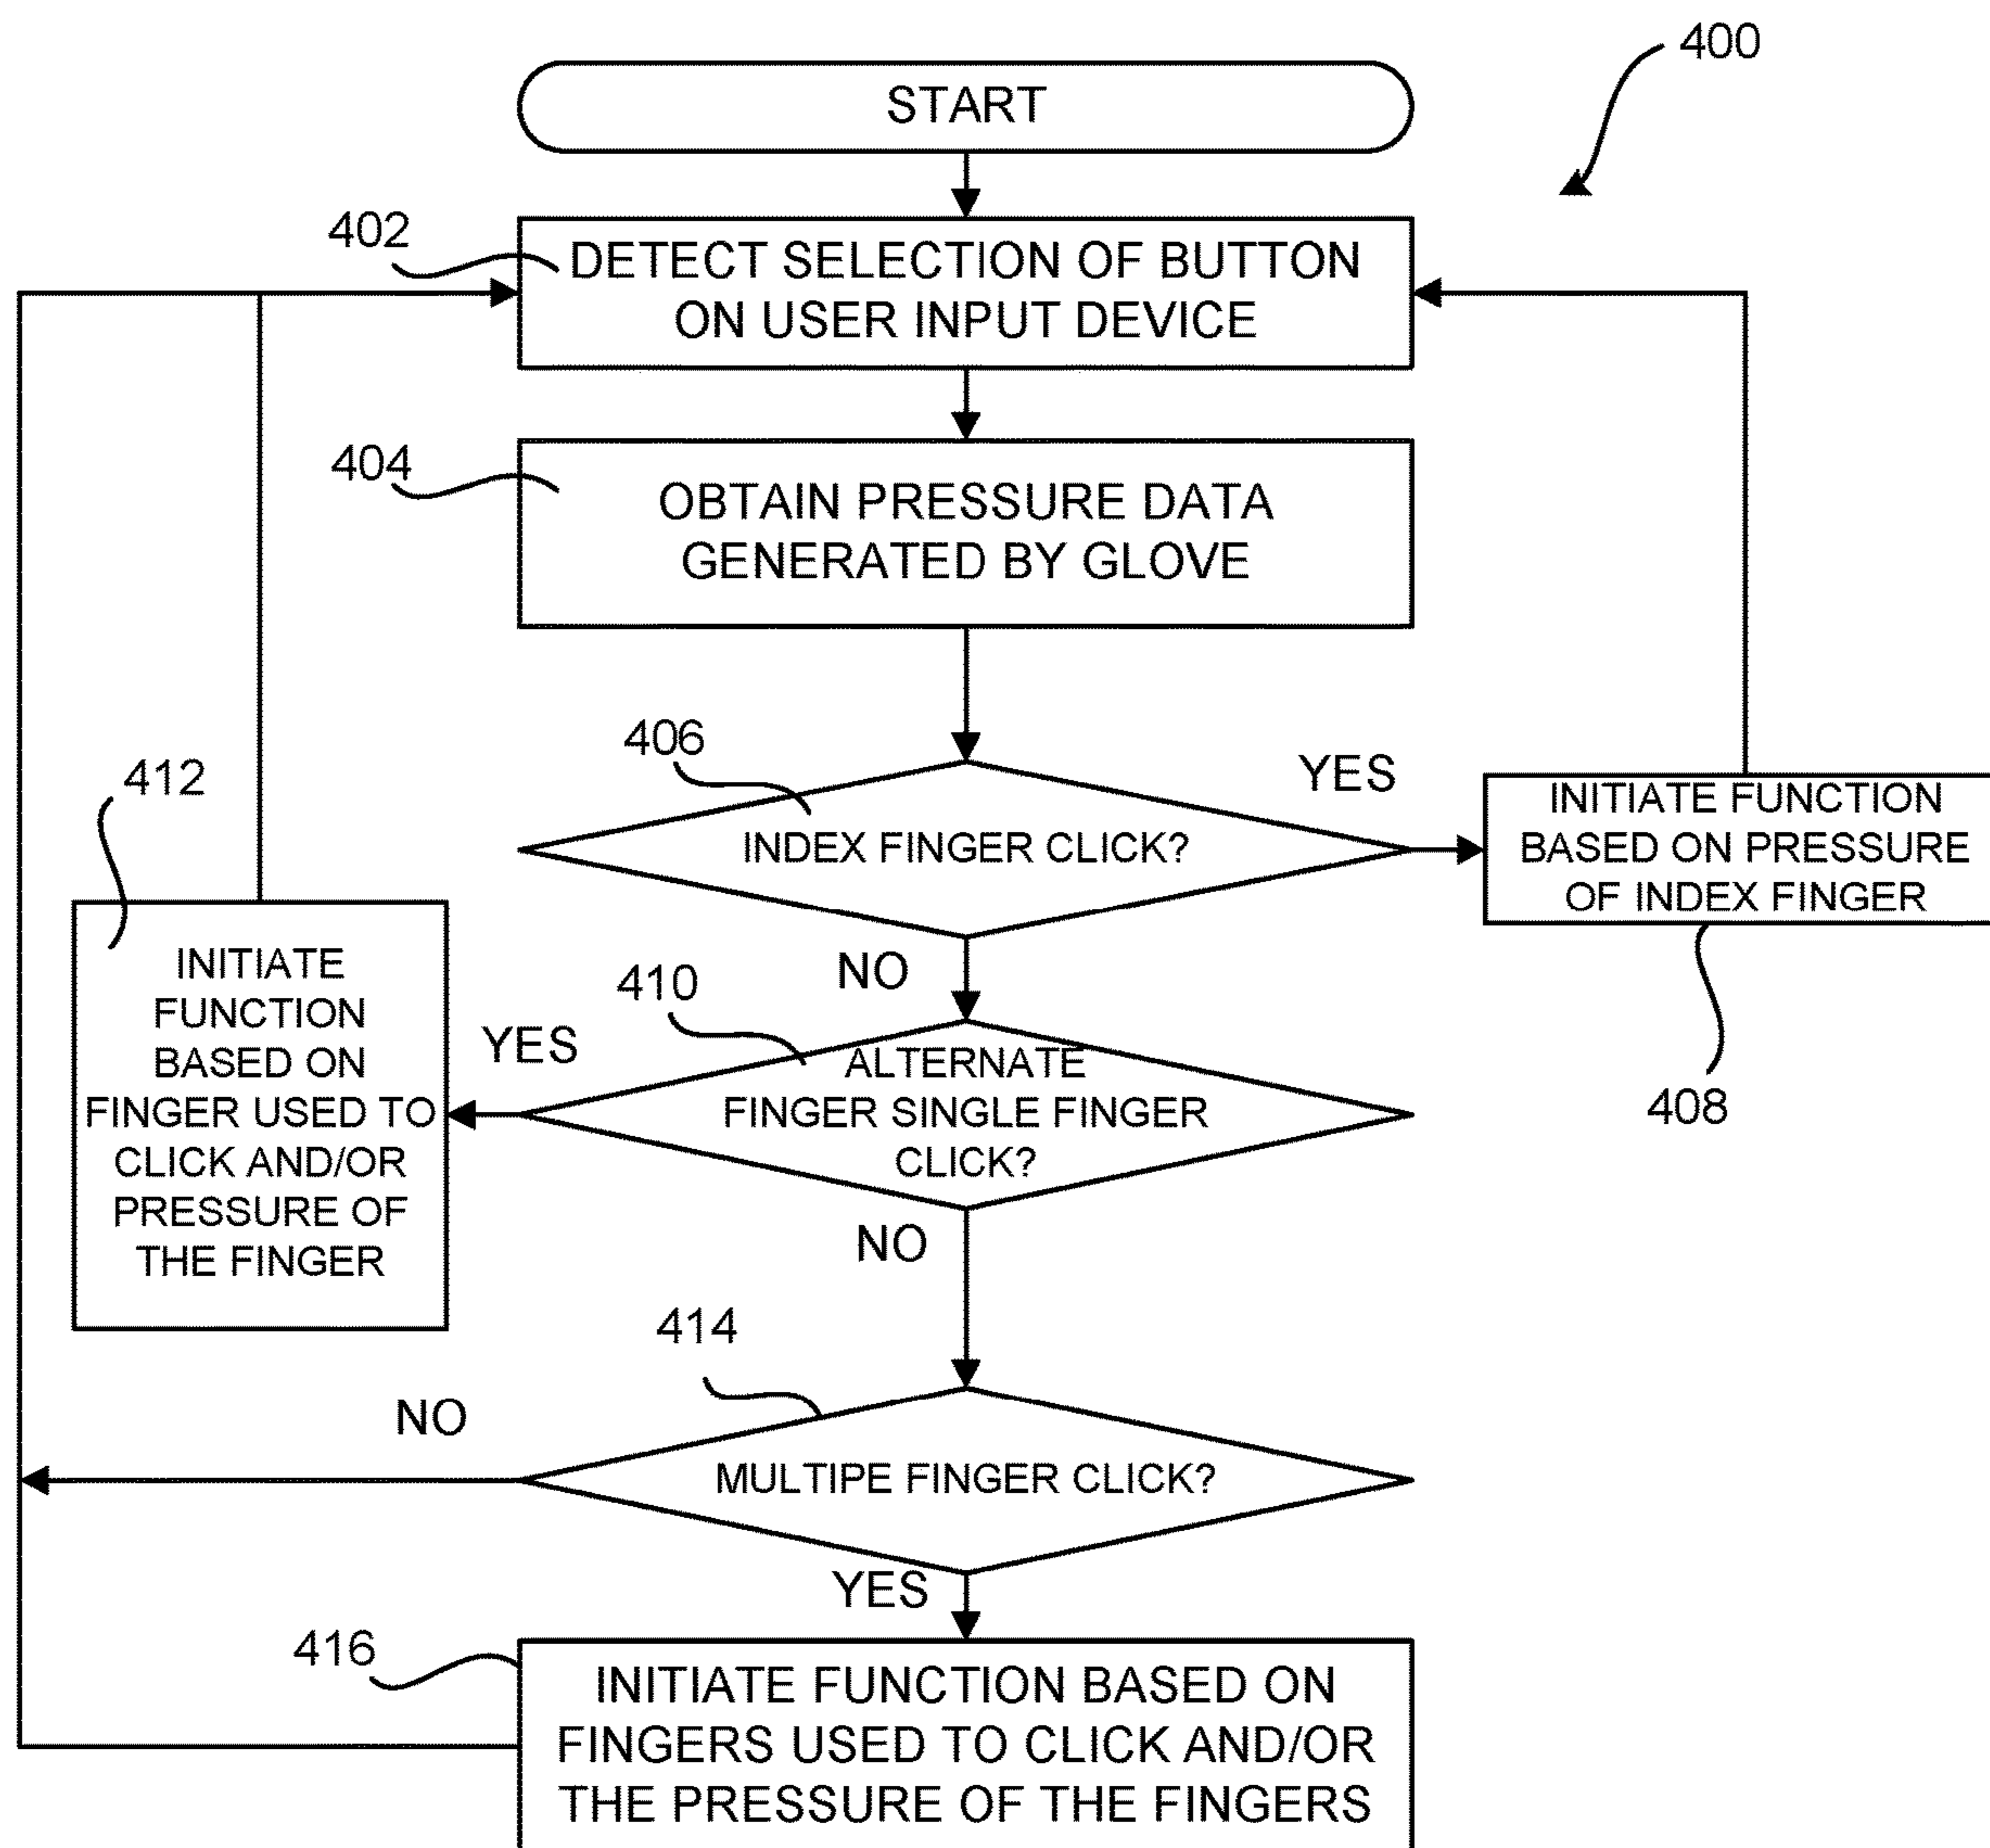 400
START
402
DETECT SELECTION OF BUTTON
ON USER INPUT DEVICE
404
OBTAIN PRESSURE DATA
GENERATED BY GLOVE
406
INDEX FINGER CLICK?
YES
INITIATE FUNCTION
BASED ON PRESSURE
OF INDEX FINGER
408
NO
410
ALTERNATE
FINGER SINGLE FINGER
CLICK?
YES
412
INITIATE
FUNCTION
BASED ON
FINGER USED TO
CLICK AND/OR
PRESSURE OF
THE FINGER
NO
414
MULTIPE FINGER CLICK?
NO
YES
416
INITIATE FUNCTION BASED ON
FINGERS USED TO CLICK AND/OR
THE PRESSURE OF THE FINGERS